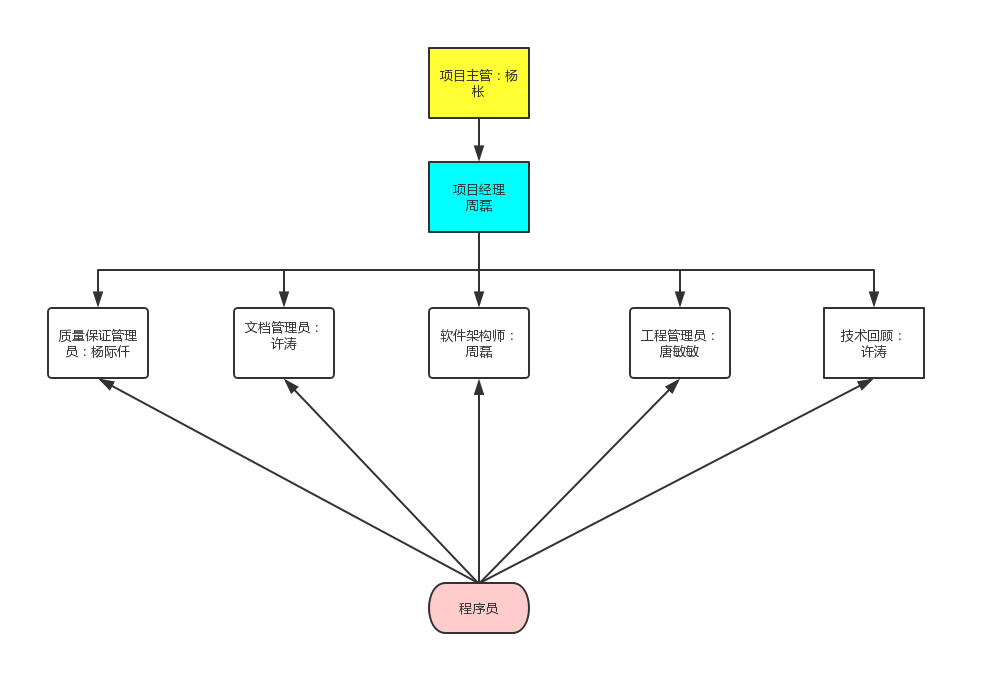 项目主管：杨
枨
项目经理
周磊
质量保证管理
员：杨际仟
文档管理员：
许涛
软件架构师：
周磊
工程管理员：
唐敏敏
技术回顾：
许涛
程序员